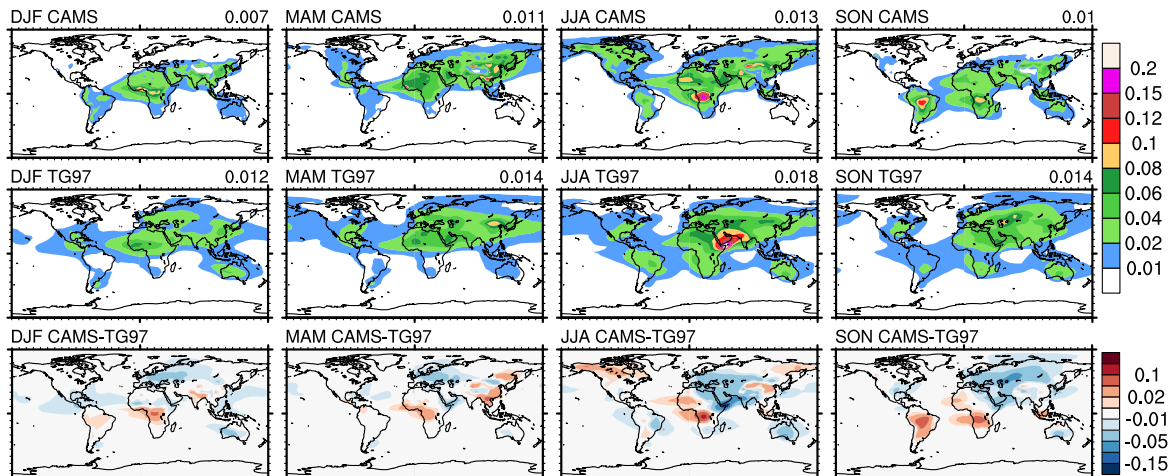 DJF CAMS 0.007
MAM CAMS 0.011
JJA CAMS 0.013
SON CAMS 0.01
0.2
0.15
0.12
0.1
0.08
0.06
0.04
0.02
0.01
DJF TG97 0.012
MAM TG97 0.014
JJA TG97 0.018
SON TG97 0.014
DJF CAMS-TG97
MAM CAMS-TG97
JJA CAMS-TG97
SON CAMS-TG97
0.1
0.02
-0.01
-0.05
-0.15